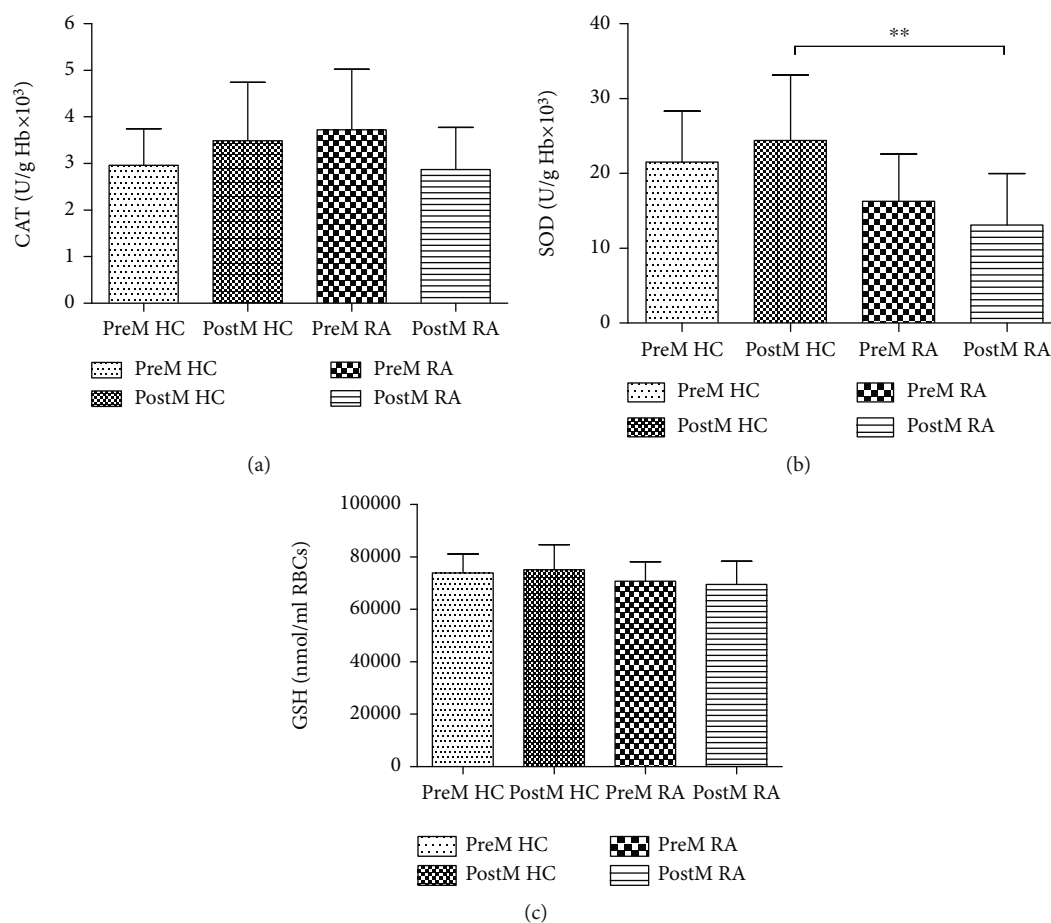 6
5
4
3
2
1
0
CAT (U/g Hb×10³)
PreM HC PostM HC PreM RA PostM RA
PreM HC PreM RA
PostM HC PostM RA
(a)
**
40
30
20
10
0
SOD (U/g Hb×10³)
PreM HC PostM HC PreM RA PostM RA
PreM HC PreM RA
PostM HC PostM RA
(b)
100000
80000
60000
40000
20000
0
GSH (nmol/ml RBCs)
PreM HC PostM HC PreM RA PostM RA
PreM HC PreM RA
PostM HC PostM RA
(c)